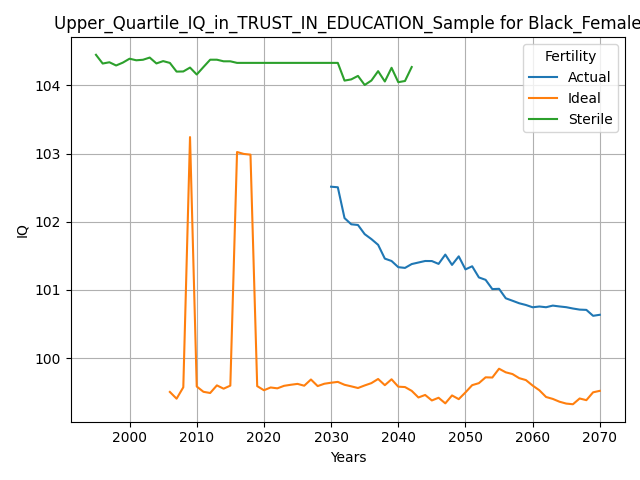 Upper_Quartile_IQ_in_TRUST_IN_EDUCATION_Sample for Black_Female
Fertility
Actual
Ideal
Sterile
104
103
102
101
100
IQ
2000 2010 2020 2030 2040 2050 2060 2070
Years